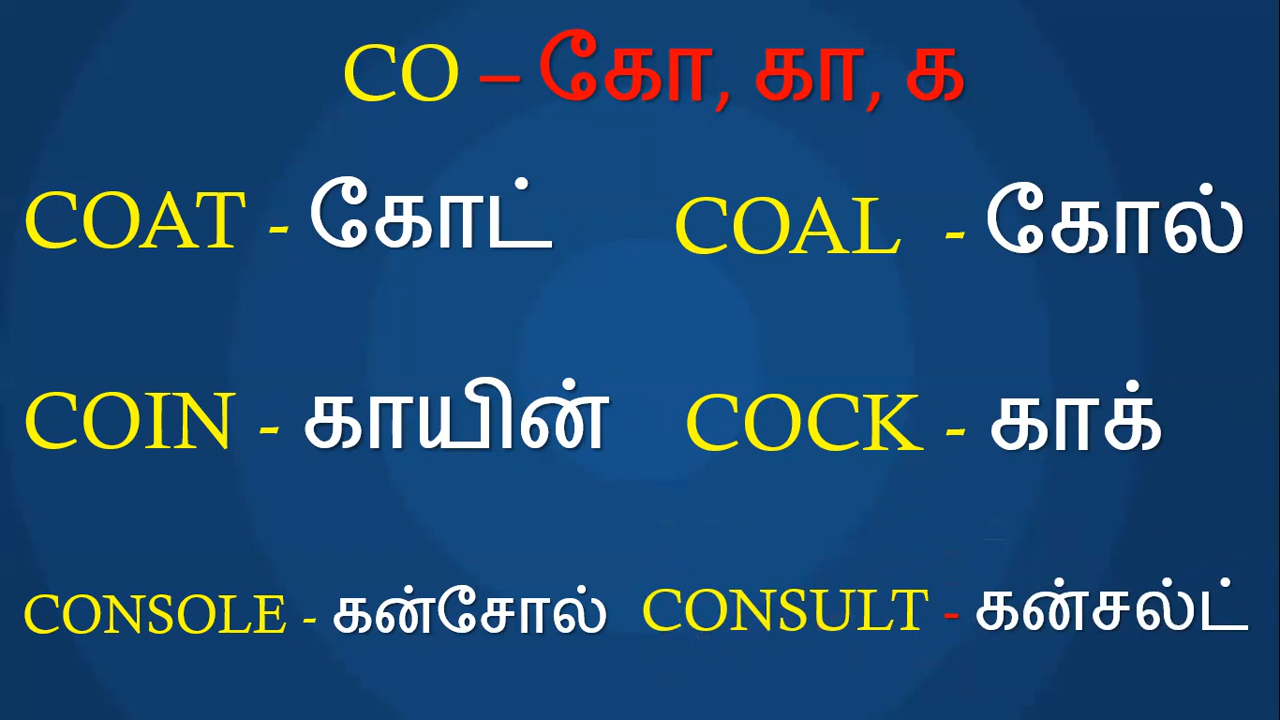 CO – கோ, கா, க
COAT - கோட் COAL - கோல்
COIN - காயின் COCK - காக்
CONSOLE - கன்சோல் CONSULT - கன்சல்ட்